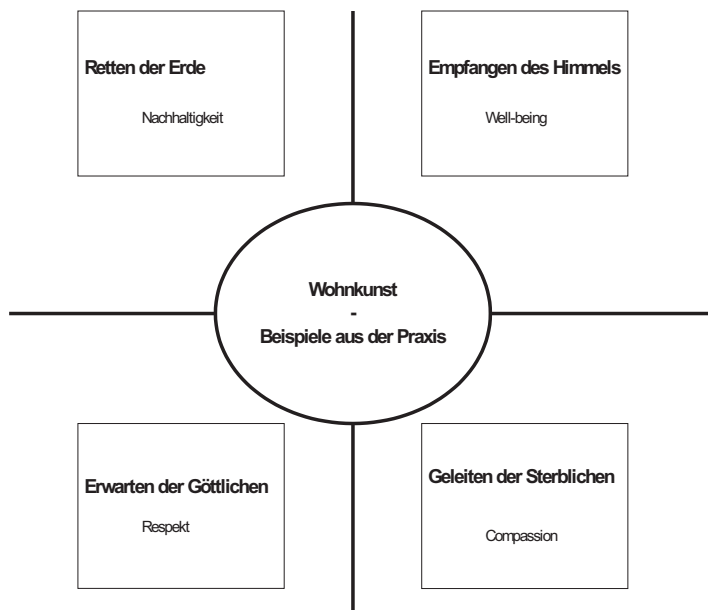 Retten der Erde
Nachhaltigkeit
Empfangen des Himmels
Well-being
Wohnkunst
-
Beispiele aus der Praxis
Erwarten der Göttlichen
Respekt
Geleiten der Sterblichen
Compassion